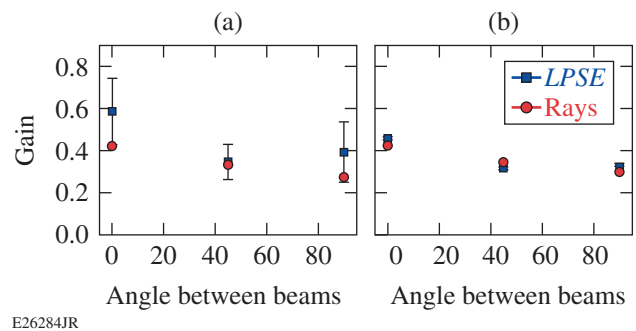 (a) (b)
0.8
0.6
0.4
0.2
0.0
Gain
LPSE
Rays
0 20 40 60 80 0 20 40 60 80
Angle between beams Angle between beams
E26284JR